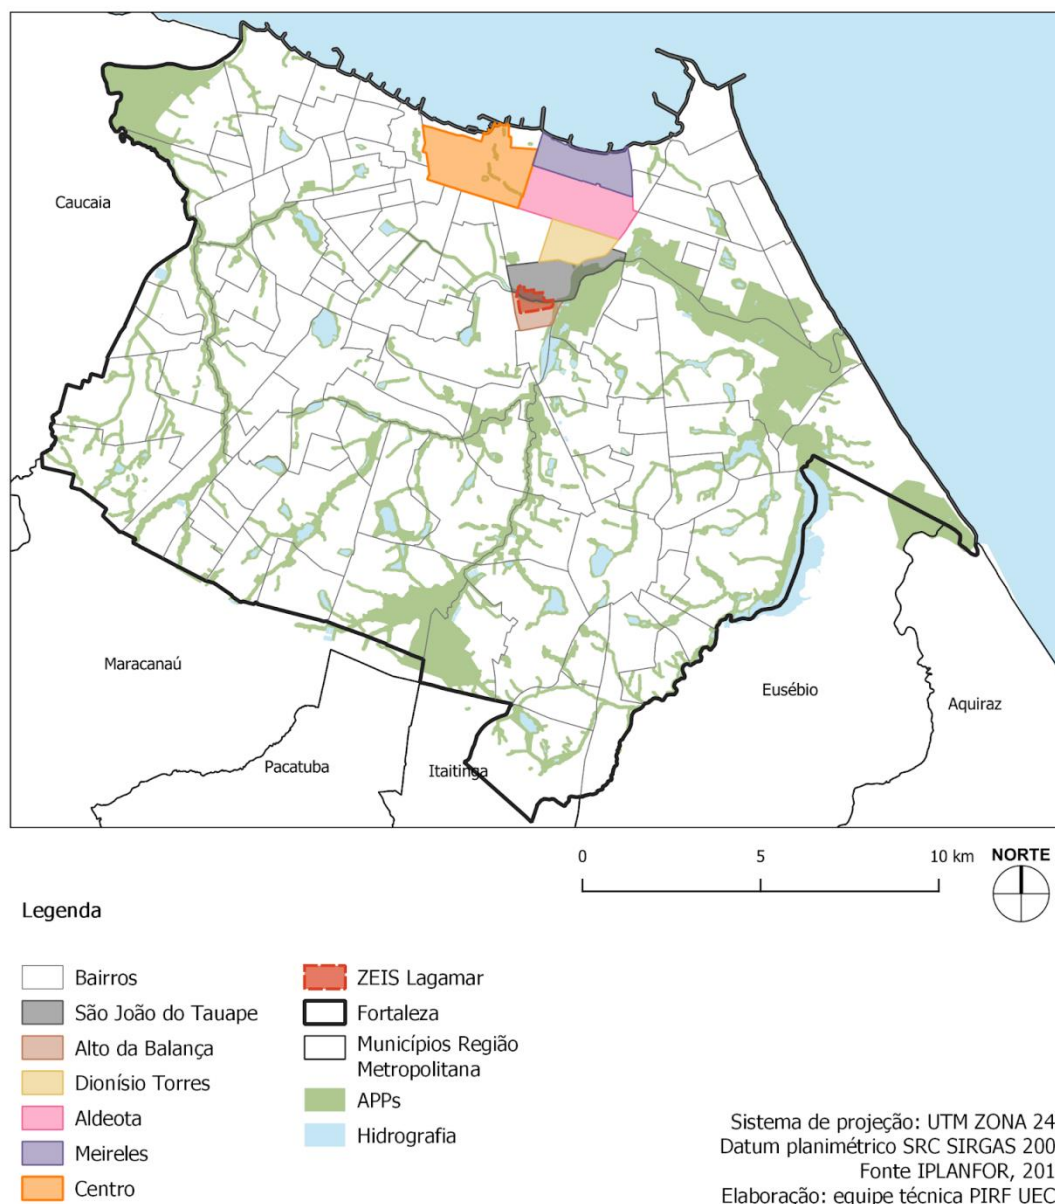 Caucaia
Maracanaú
Pacatuba
Itaitinga
Eusébio
Aquiraz
0 5 10 km
NORTE
Legenda
Bairros
São João do Tauape
Alto da Balança
Dionísio Torres
Aldeota
Meireles
Centro
ZEIS Lagamar
Fortaleza
Municípios Região
Metropolitana
APPs
Hidrografia
Sistema de projeção: UTM ZONA 24
Datum planimétrico SRC SIRGAS 200
Fonte IPLANFOR, 201
Elaboração: equipe técnica PIRF UEC